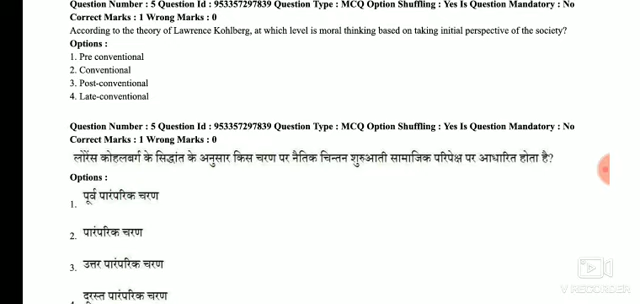 Question Number : 5 Question Id : 953357297839 Question Type : MCQ Option Shuffling : Yes Is Question Mandatory : No
Correct Marks : 1 Wrong Marks : 0
According to the theory of Lawrence Kohlberg, at which level is moral thinking based on taking initial perspective of the society?
Options :
1. Pre conventional
2. Conventional
3. Post-conventional
4. Late-conventional
Question Number : 5 Question Id : 953357297839 Question Type : MCQ Option Shuffling : Yes Is Question Mandatory : No
Correct Marks : 1 Wrong Marks : 0
लोरेंस कोहलबर्ग के सिद्धांत के अनुसार किस चरण पर नैतिक चिन्तन शुरुआती सामाजिक परिपेक्ष पर आधारित होता है?
Options :
1. पूर्व पारंपरिक चरण
2. पारंपरिक चरण
3. उत्तर पारंपरिक चरण
दूरस्त पारंपरिक चरण
V RECORDER